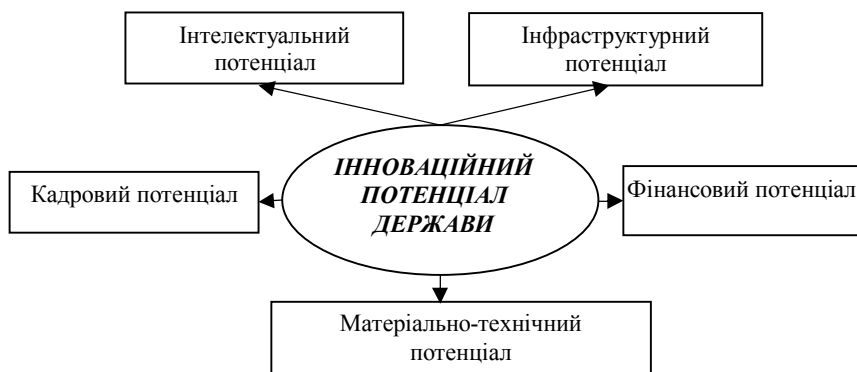 Інтелектуальний
потенціал
Інфраструктурний
потенціал
Кадровий потенціал
ІННОВАЦІЙНИЙ
ПОТЕНЦІАЛ
ДЕРЖАВИ
Фінансовий потенціал
Матеріально-технічний
потенціал